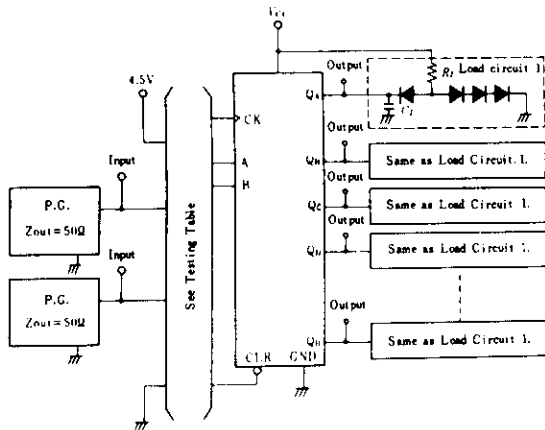 Vcc
Output
RL Load circuit 1
4.5V
QA
CL
CK
Output
Input
A
QB
Same as Load Circuit 1.
B
Output
P.G.
Zout=50Ω
See Testing Table
QC
Same as Load Circuit 1.
Output
Input
QD
Same as Load Circuit 1.
P.G.
Zout=50Ω
Output
QH
Same as Load Circuit 1.
CLR GND